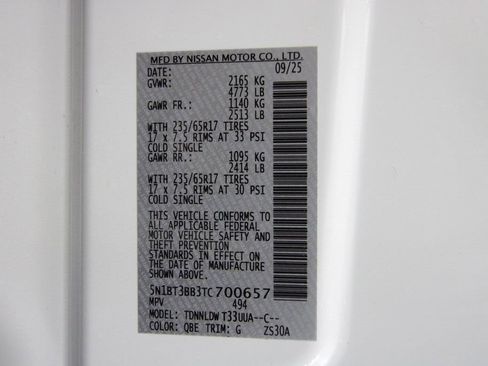 MFD BY NISSAN MOTOR CO., LTD.
DATE: 09/25
GVWR: 2165 KG
4773 LB
GAWR FR.: 1140 KG
2513 LB
WITH 235/65R17 TIRES
17 x 7.5 RIMS AT 33 PSI
COLD SINGLE
GAWR RR.: 1095 KG
2414 LB
WITH 235/65R17 TIRES
17 x 7.5 RIMS AT 30 PSI
COLD SINGLE
THIS VEHICLE CONFORMS TO
ALL APPLICABLE FEDERAL
MOTOR VEHICLE SAFETY AND
THEFT PREVENTION
STANDARDS IN EFFECT ON
THE DATE OF MANUFACTURE
SHOWN ABOVE.
5N1BT3BB3TC700657
MPV 494
TDNNLDW T33UUA--C--
COLOR: QBE TRIM: G ZS30A